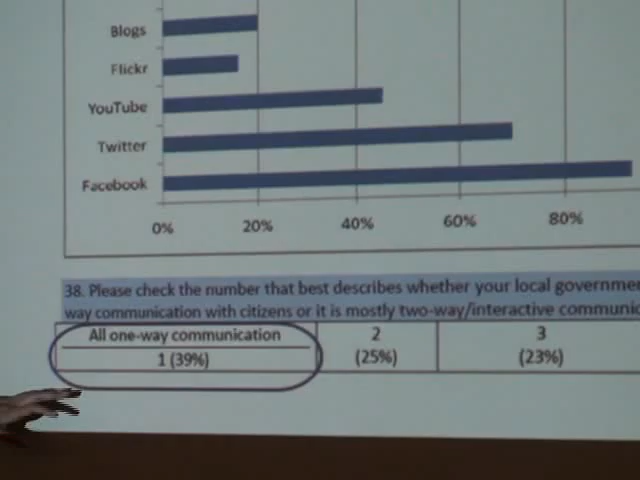 Blogs
Flickr
YouTube
Twitter
Facebook
0% 20% 40% 60% 80%
38. Please check the number that best describes whether your local governme
way communication with citizens or it is mostly two-way/interactive communic
All one-way communication 2 3
1 (39%) (25%) (23%)